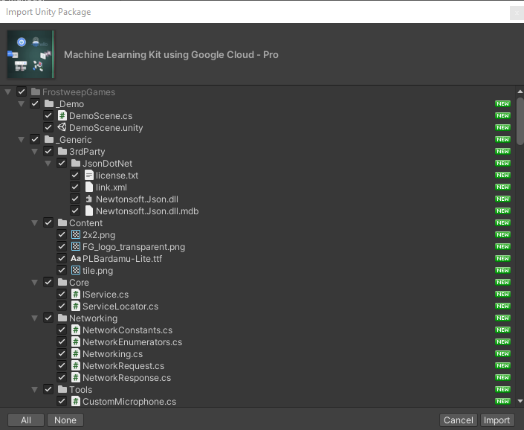 Import Unity Package
Machine Learning Kit using Google Cloud - Pro
FrostweepGames
_Demo NEW
DemoScene.cs NEW
DemoScene.unity NEW
_Generic NEW
3rdParty NEW
JsonDotNet NEW
license.txt NEW
link.xml NEW
Newtonsoft.Json.dll NEW
Newtonsoft.Json.dll.mdb NEW
Content NEW
2x2.png NEW
FG_logo_transparent.png NEW
Aa PLBardamu-Lite.ttf NEW
tile.png NEW
Core NEW
IService.cs NEW
ServiceLocator.cs NEW
Networking NEW
NetworkConstants.cs NEW
NetworkEnumerators.cs NEW
Networking.cs NEW
NetworkRequest.cs NEW
NetworkResponse.cs NEW
Tools NEW
CustomMicrophone.cs NEW
All None Cancel Import